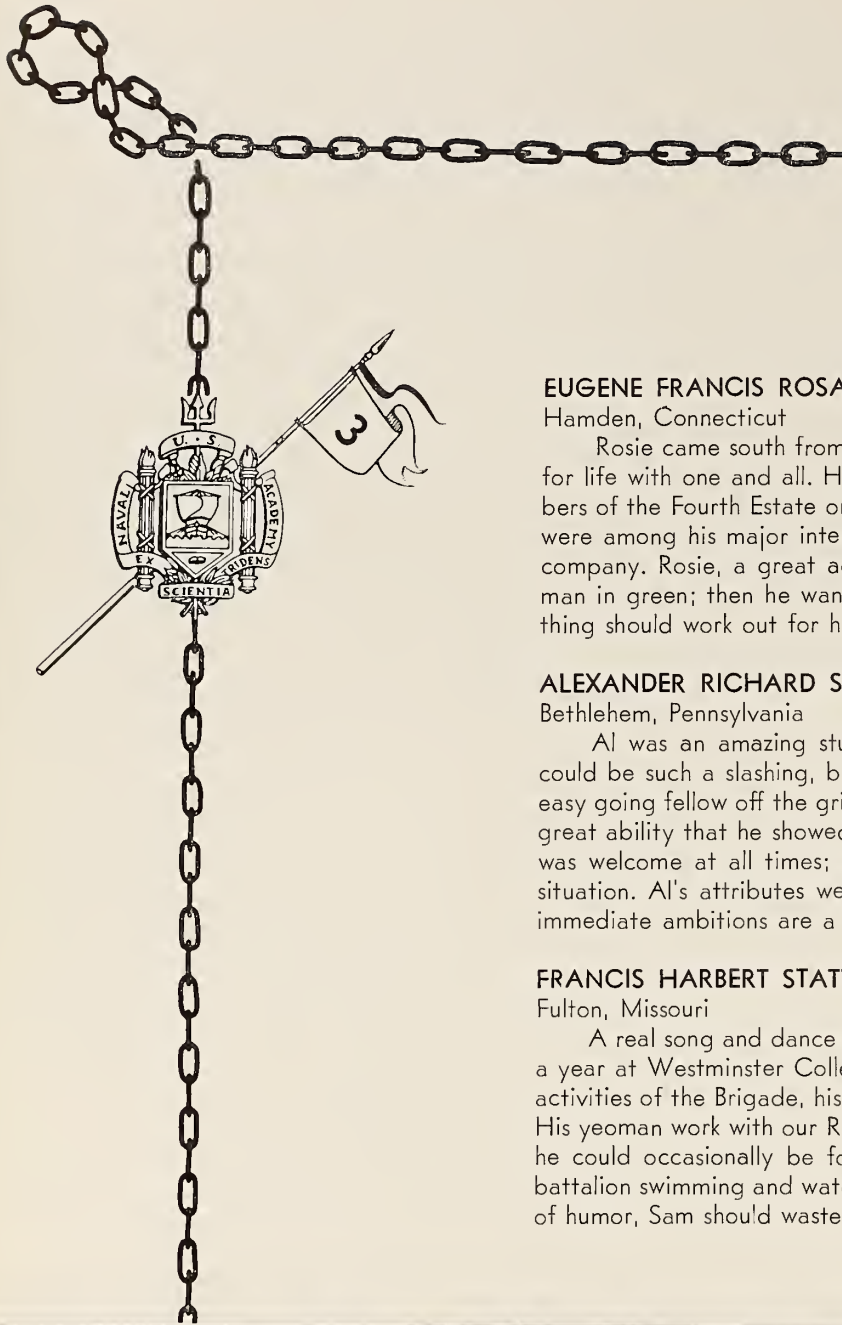 3
U. S.
NAVAL ACADEMY
EX SCIENTIA TRIDENS
EUGENE FRANCIS ROSA
Hamden, Connecticut
Rosie came south from
for life with one and all. H
bers of the Fourth Estate or
were among his major inte
company. Rosie, a great a
man in green; then he wan
thing should work out for h
ALEXANDER RICHARD S
Bethlehem, Pennsylvania
Al was an amazing stu
could be such a slashing, b
easy going fellow off the gri
great ability that he showed
was welcome at all times;
situation. Al's attributes we
immediate ambitions are a
FRANCIS HARBERT STAT
Fulton, Missouri
A real song and dance
a year at Westminster Colle
activities of the Brigade, his
His yeoman work with our R
he could occasionally be fo
battalion swimming and wat
of humor, Sam should waste